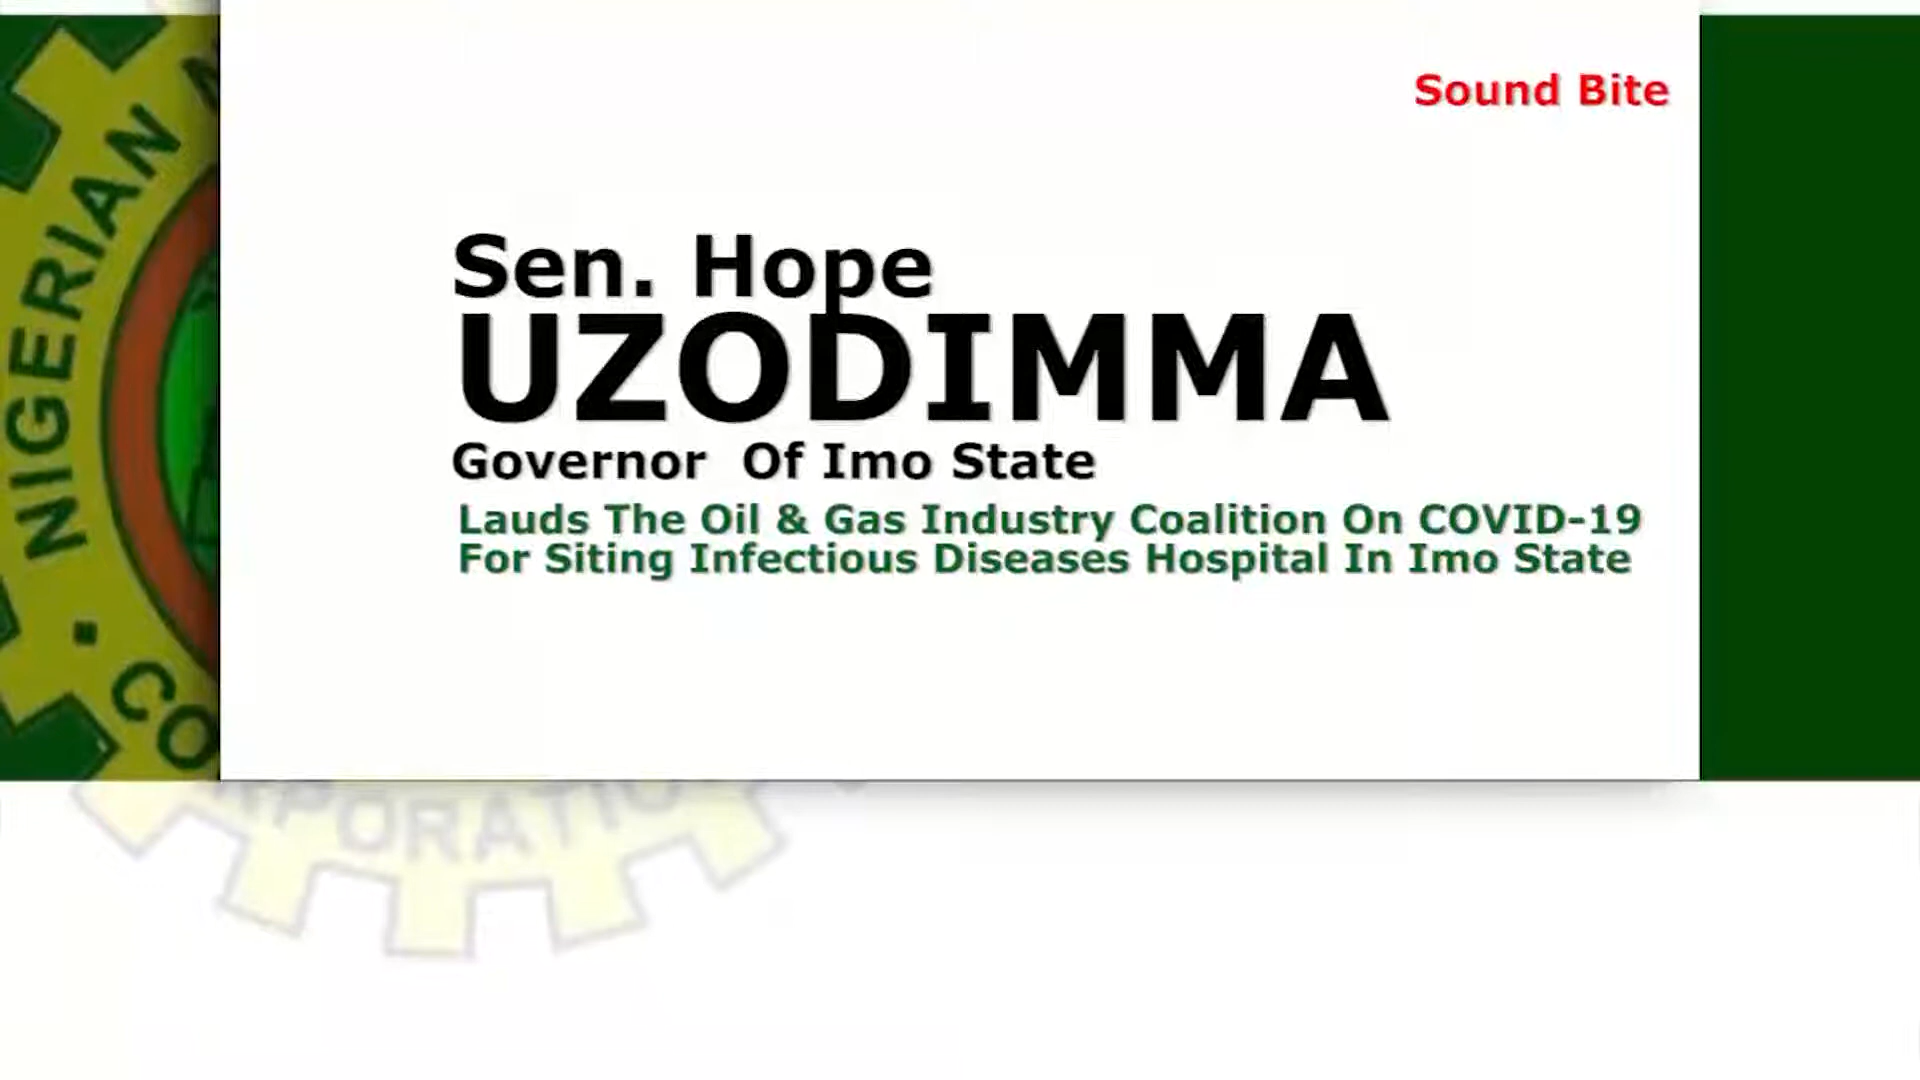 Sound Bite
Sen. Hope
UZODIMMA
Governor Of Imo State
Lauds The Oil & Gas Industry Coalition On COVID-19
For Siting Infectious Diseases Hospital In Imo State
NIGERIAN